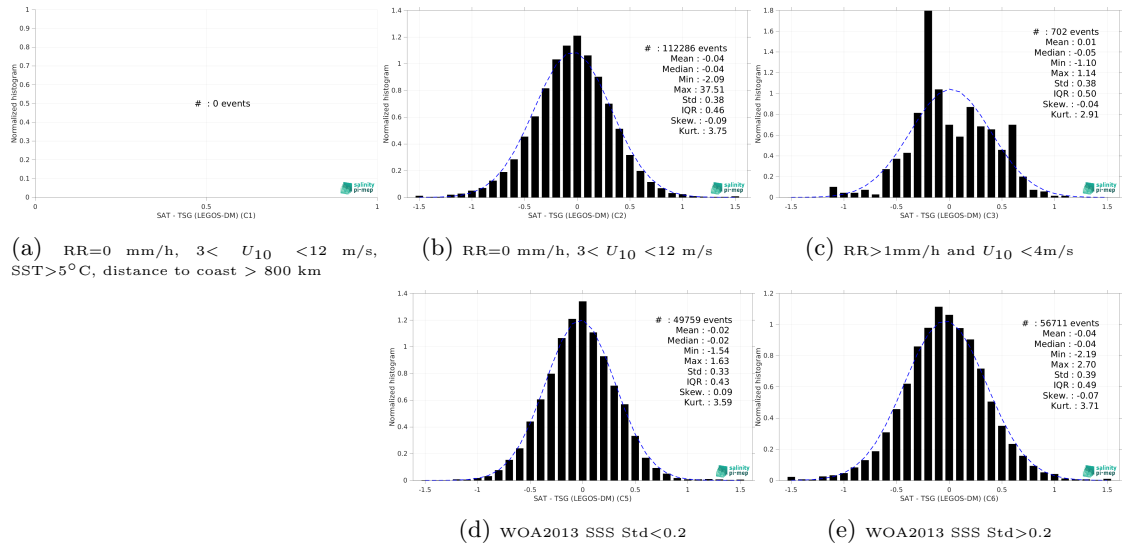 1
0.9
0.8
0.7
0.6
0.5
0.4
0.3
0.2
0.1
0
Normalized histogram
# : 0 events
salinity
pi-mep
0 0.5 1
SAT - TSG (LEGOS-DM) (C1)
(a) RR=0 mm/h, 3< U10 <12 m/s,
SST>5°C, distance to coast > 800 km
1.4
1.2
1
0.8
0.6
0.4
0.2
0
Normalized histogram
# : 112286 events
Mean : -0.04
Median : -0.04
Min : -2.09
Max : 37.51
Std : 0.38
IQR : 0.46
Skew. : -0.09
Kurt. : 3.75
salinity
pi-mep
-1.5 -1 -0.5 0 0.5 1 1.5
SAT - TSG (LEGOS-DM) (C2)
(b) RR=0 mm/h, 3< U10 <12 m/s
1.8
1.6
1.4
1.2
1
0.8
0.6
0.4
0.2
0
Normalized histogram
# : 702 events
Mean : 0.01
Median : -0.05
Min : -1.10
Max : 1.14
Std : 0.38
IQR : 0.50
Skew. : -0.04
Kurt. : 2.91
salinity
pi-mep
-1.5 -1 -0.5 0 0.5 1 1.5
SAT - TSG (LEGOS-DM) (C3)
(c) RR>1mm/h and U10 <4m/s
1.4
1.2
1
0.8
0.6
0.4
0.2
0
Normalized histogram
# : 49759 events
Mean : -0.02
Median : -0.02
Min : -1.54
Max : 1.63
Std : 0.33
IQR : 0.43
Skew. : 0.09
Kurt. : 3.59
salinity
pi-mep
-1.5 -1 -0.5 0 0.5 1 1.5
SAT - TSG (LEGOS-DM) (C5)
(d) WOA2013 SSS Std<0.2
1.2
1
0.8
0.6
0.4
0.2
0
Normalized histogram
# : 56711 events
Mean : -0.04
Median : -0.04
Min : -2.19
Max : 2.70
Std : 0.39
IQR : 0.49
Skew. : -0.07
Kurt. : 3.71
salinity
pi-mep
-1.5 -1 -0.5 0 0.5 1 1.5
SAT - TSG (LEGOS-DM) (C6)
(e) WOA2013 SSS Std>0.2